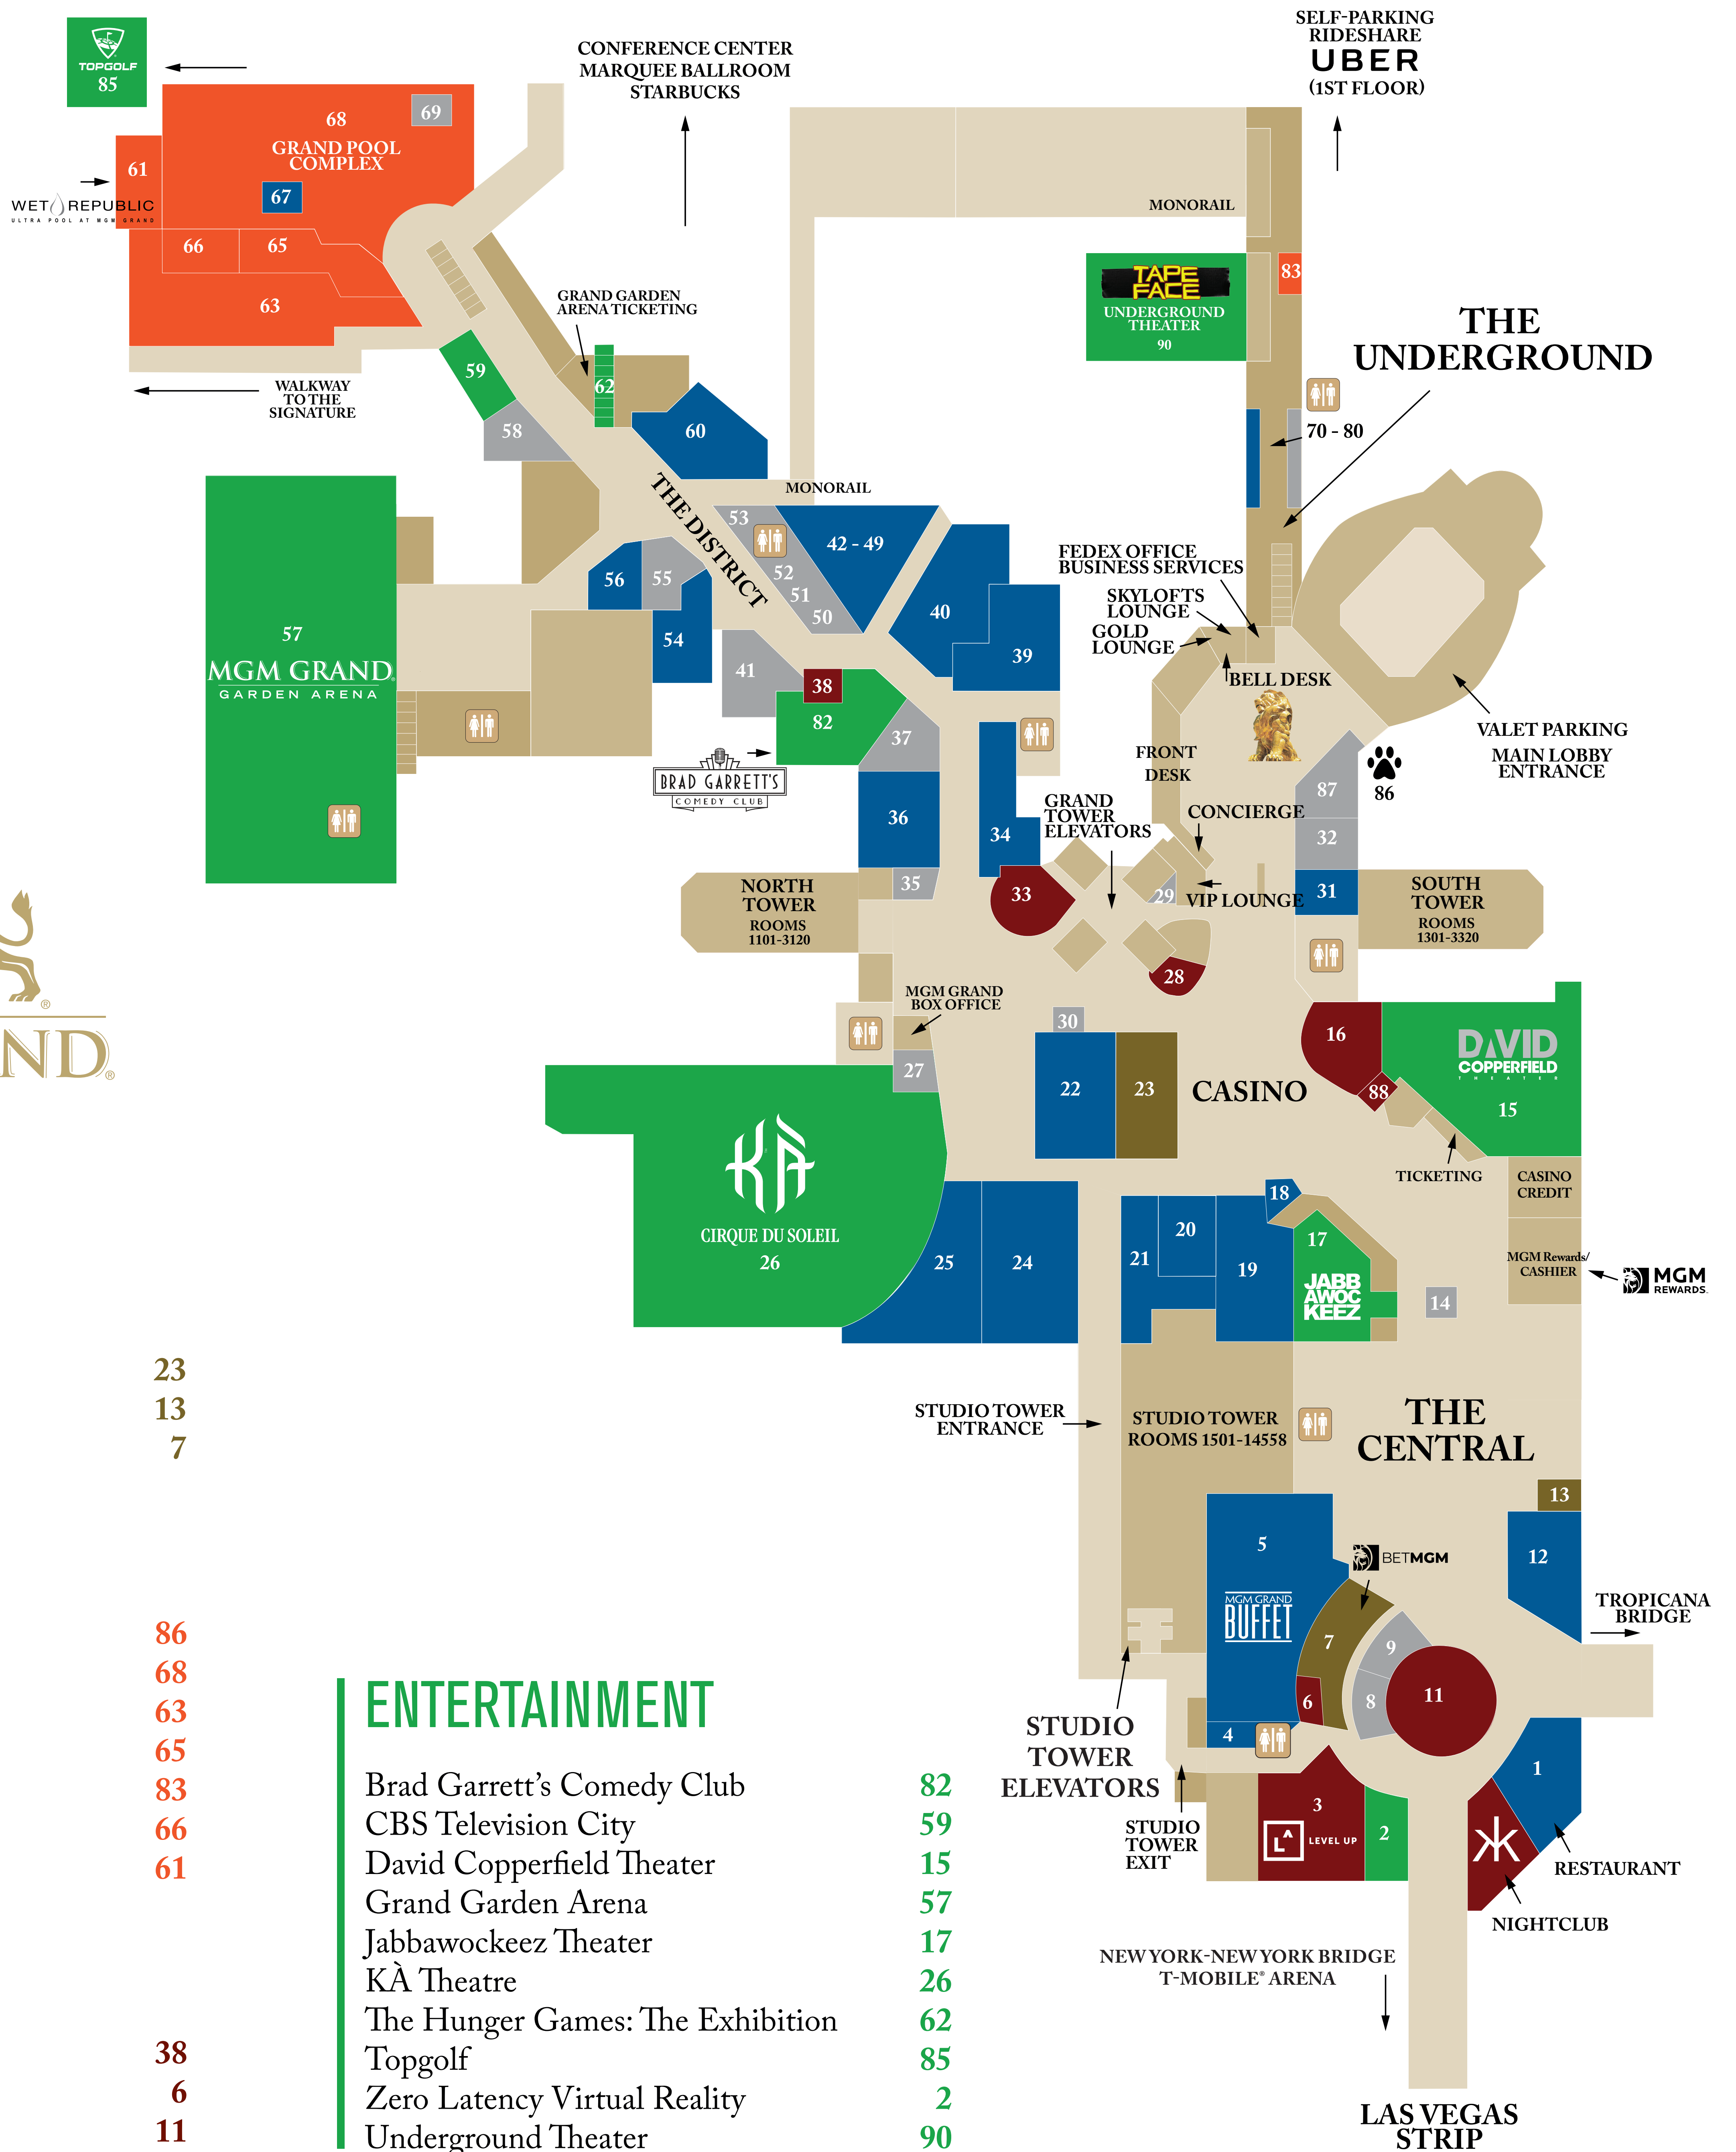 TOPGOLF
85
CONFERENCE CENTER
MARQUEE BALLROOM
STARBUCKS
SELF-PARKING
RIDESHARE
UBER
(1ST FLOOR)
68
69
GRAND POOL
COMPLEX
61
67
WET REPUBLIC
ULTRA POOL AT MGM GRAND
66
65
63
MONORAIL
83
TAPE
FACE
UNDERGROUND
THEATER
90
THE
UNDERGROUND
GRAND GARDEN
ARENA TICKETING
62
59
58
60
WALKWAY
TO THE
SIGNATURE
70 - 80
THE DISTRICT
MONORAIL
53
42 - 49
52
51
50
56
55
54
40
39
41
38
82
37
57
MGM GRAND®
GARDEN ARENA
FEDEX OFFICE
BUSINESS SERVICES
SKYLOFTS
LOUNGE
GOLD
LOUNGE
BELL DESK
VALET PARKING
MAIN LOBBY
ENTRANCE
FRONT
DESK
86
87
32
31
BRAD GARRETT'S
COMEDY CLUB
36
35
34
33
GRAND
TOWER
ELEVATORS
CONCIERGE
29
VIP LOUNGE
28
NORTH
TOWER
ROOMS
1101-3120
SOUTH
TOWER
ROOMS
1301-3320
®
ND®
MGM GRAND
BOX OFFICE
27
30
22
23
CASINO
16
88
DAVID
COPPERFIELD
THEATER
15
TICKETING
CASINO
CREDIT
MGM Rewards/
CASHIER
MGM
REWARDS.
KÀ
CIRQUE DU SOLEIL
26
25
24
21
20
19
18
17
JABB
AWOC
KEEZ
14
STUDIO TOWER
ENTRANCE
STUDIO TOWER
ROOMS 1501-14558
THE
CENTRAL
13
12
5
MGM GRAND
BUFFET
BETMGM
7
9
8
6
11
4
TROPICANA
BRIDGE
STUDIO
TOWER
ELEVATORS
STUDIO
TOWER
EXIT
3
LA
LEVEL UP
2
1
RESTAURANT
NIGHTCLUB
NEW YORK-NEW YORK BRIDGE
T-MOBILE® ARENA
LAS VEGAS
STRIP
23
13
7
86
68
63
65
83
66
61
38
6
11
ENTERTAINMENT
Brad Garrett’s Comedy Club 82
CBS Television City 59
David Copperfield Theater 15
Grand Garden Arena 57
Jabbawockeez Theater 17
KÀ Theatre 26
The Hunger Games: The Exhibition 62
Topgolf 85
Zero Latency Virtual Reality 2
Underground Theater 90